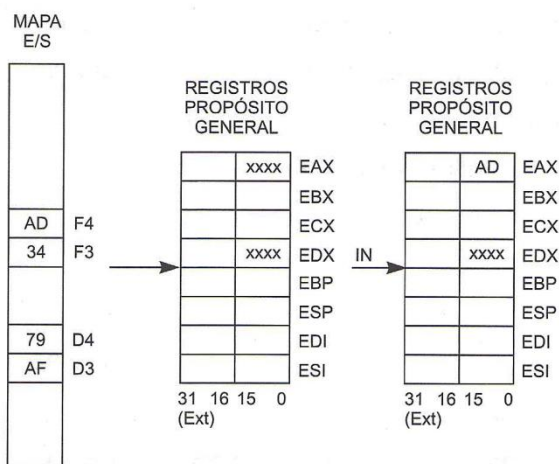 MAPA
E/S
AD F4
34 F3
79 D4
AF D3
REGISTROS
PROPÓSITO
GENERAL
xxxx EAX
EBX
ECX
xxxx EDX
EBP
ESP
EDI
ESI
31 16 15 0
(Ext)
IN
REGISTROS
PROPÓSITO
GENERAL
AD EAX
EBX
ECX
xxxx EDX
EBP
ESP
EDI
ESI
31 16 15 0
(Ext)